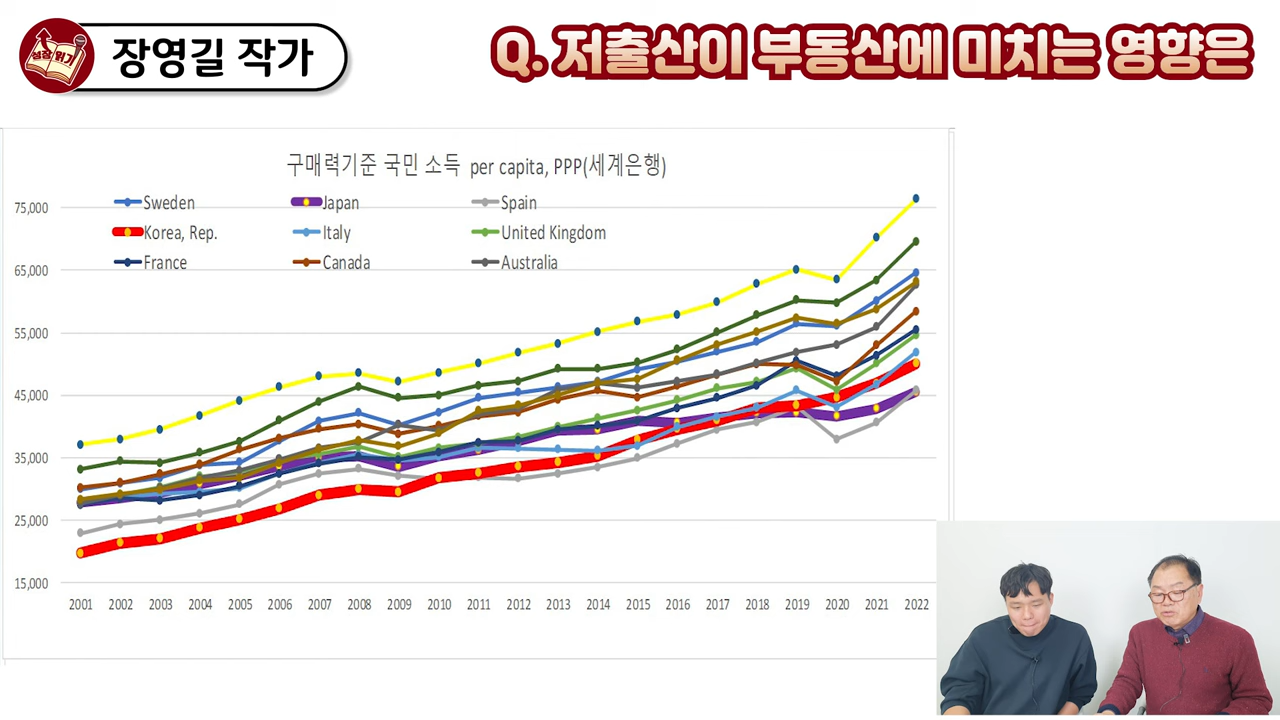 성공 읽기
장영길 작가
Q. 저출산이 부동산에 미치는 영향은
구매력기준 국민 소득 per capita, PPP(세계은행)
Sweden Japan Spain
Korea, Rep. Italy United Kingdom
France Canada Australia
75,000
65,000
55,000
45,000
35,000
25,000
15,000
2001 2002 2003 2004 2005 2006 2007 2008 2009 2010 2011 2012 2013 2014 2015 2016 2017 2018 2019 2020 2021 2022